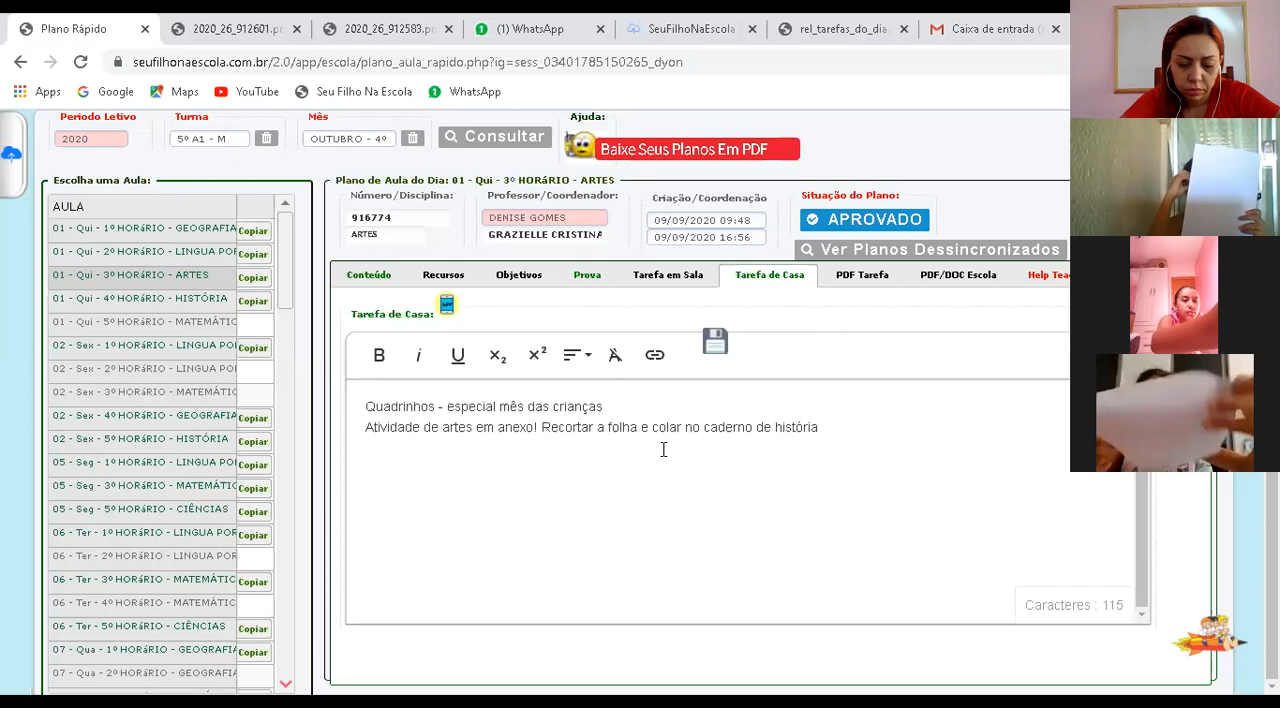 Plano Rápido
2020_26_912601.p
2020_26_912583.p
(1) WhatsApp
SeuFilhoNaEscola
rel_tarefas_do_dia
Caixa de entrada (
seufilhonaescola.com.br/2.0/app/escola/plano_aula_rapido.php?ig=sess_03401785150265_dyon
Apps
Google
Maps
YouTube
Seu Filho Na Escola
WhatsApp
Periodo Letivo
Turma
Mês
Ajuda:
2020
5º A1 - M
OUTUBRO - 4º
Consultar
Baixe Seus Planos Em PDF
Escolha uma Aula:
AULA
01 - Qui - 1º HORáRIO - GEOGRAFIA Copiar
01 - Qui - 2º HORáRIO - LINGUA POR Copiar
01 - Qui - 3º HORáRIO - ARTES Copiar
01 - Qui - 4º HORáRIO - HISTÓRIA Copiar
01 - Qui - 5º HORáRIO - MATEMÁTIC
02 - Sex - 1º HORáRIO - LINGUA POR Copiar
02 - Sex - 2º HORáRIO - LINGUA POR
02 - Sex - 3º HORáRIO - MATEMÁTIC
02 - Sex - 4º HORáRIO - GEOGRAFIA Copiar
02 - Sex - 5º HORáRIO - HISTÓRIA Copiar
05 - Seg - 1º HORáRIO - LINGUA POR Copiar
05 - Seg - 3º HORáRIO - MATEMÁTIC Copiar
05 - Seg - 5º HORáRIO - CIÊNCIAS Copiar
06 - Ter - 1º HORáRIO - LINGUA POR Copiar
06 - Ter - 2º HORáRIO - LINGUA POR
06 - Ter - 3º HORáRIO - MATEMÁTIC Copiar
06 - Ter - 4º HORáRIO - MATEMÁTIC
06 - Ter - 5º HORáRIO - CIÊNCIAS Copiar
07 - Qua - 1º HORáRIO - GEOGRAFIA Copiar
07 - Qua - 2º HORáRIO - GEOGRAFIA
Plano de Aula do Dia: 01 - Qui - 3º HORáRIO - ARTES
Número/Disciplina:
916774
ARTES
Professor/Coordenador:
DENISE GOMES
GRAZIELLE CRISTINA
Criação/Coordenação
09/09/2020 09:48
09/09/2020 16:56
Situação do Plano:
APROVADO
Ver Planos Dessincronizados
Conteúdo
Recursos
Objetivos
Prova
Tarefa em Sala
Tarefa de Casa
PDF Tarefa
PDF/DOC Escola
Help Tea
Tarefa de Casa:
Quadrinhos - especial mês das crianças
Atividade de artes em anexo! Recortar a folha e colar no caderno de história
Caracteres : 115